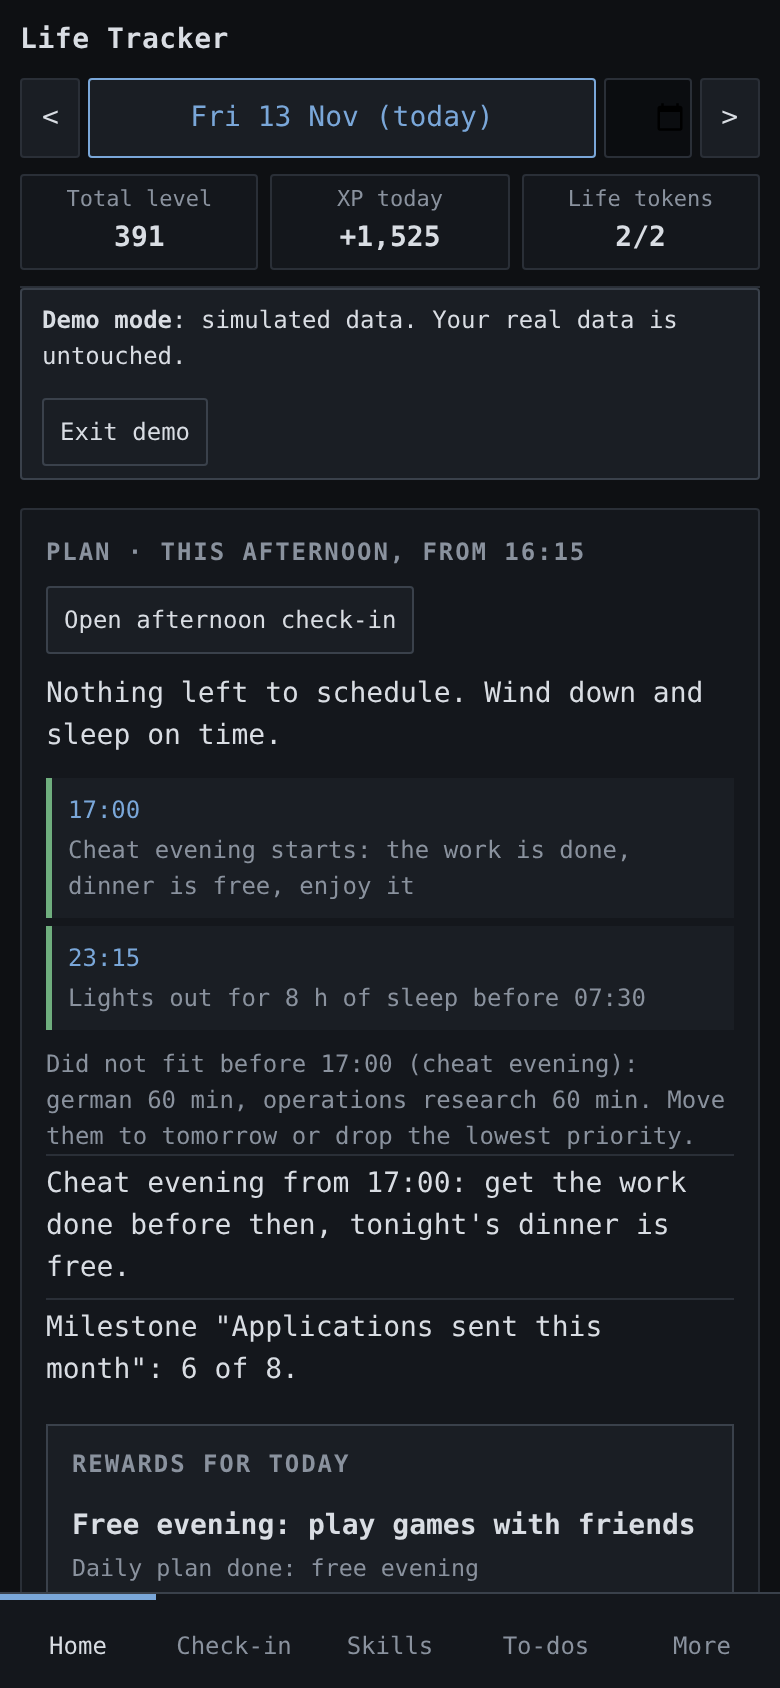 Life Tracker
< Fri 13 Nov (today) >
Total level XP today Life tokens
391 +1,525 2/2
Demo mode: simulated data. Your real data is
untouched.
Exit demo
PLAN · THIS AFTERNOON, FROM 16:15
Open afternoon check-in
Nothing left to schedule. Wind down and
sleep on time.
17:00
Cheat evening starts: the work is done,
dinner is free, enjoy it
23:15
Lights out for 8 h of sleep before 07:30
Did not fit before 17:00 (cheat evening):
german 60 min, operations research 60 min. Move
them to tomorrow or drop the lowest priority.
Cheat evening from 17:00: get the work
done before then, tonight's dinner is
free.
Milestone "Applications sent this
month": 6 of 8.
REWARDS FOR TODAY
Free evening: play games with friends
Daily plan done: free evening
Home Check-in Skills To-dos More